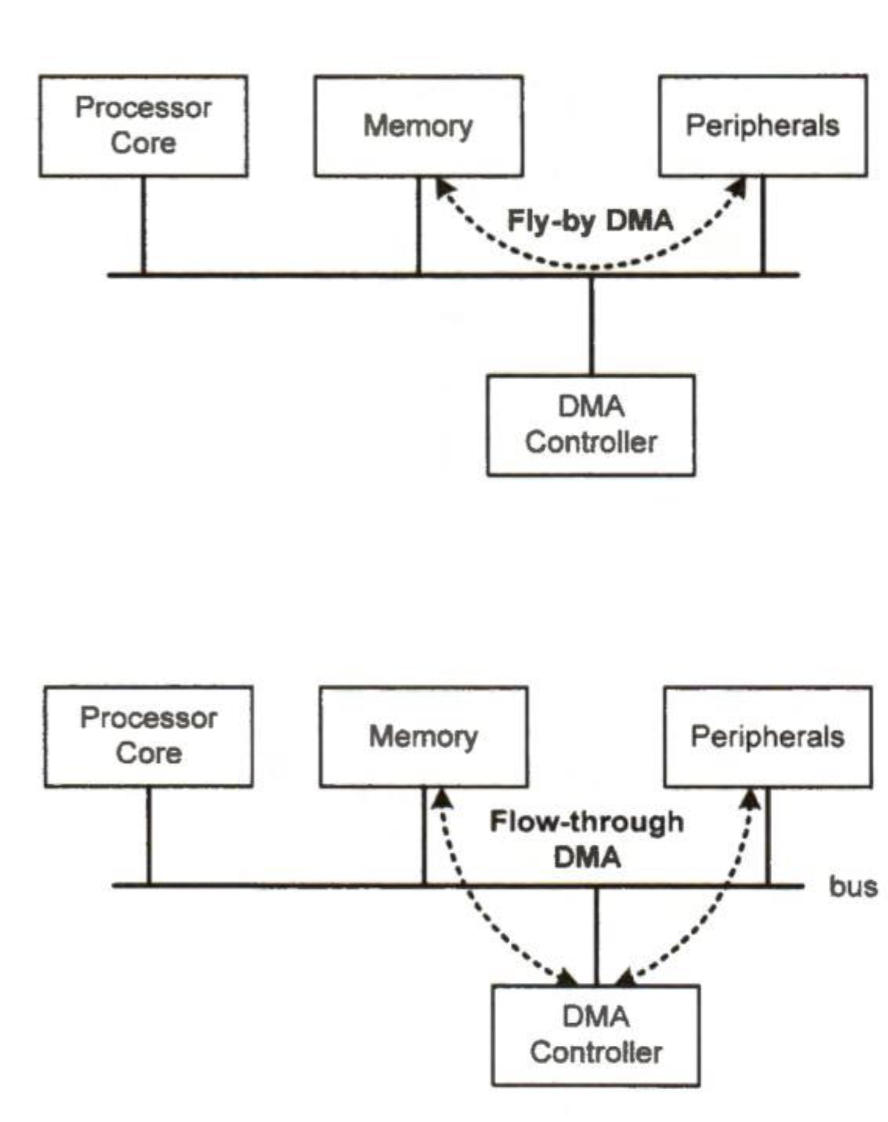 Processor
Core
Memory
Peripherals
Fly-by DMA
DMA
Controller
Processor
Core
Memory
Peripherals
Flow-through
DMA
bus
DMA
Controller